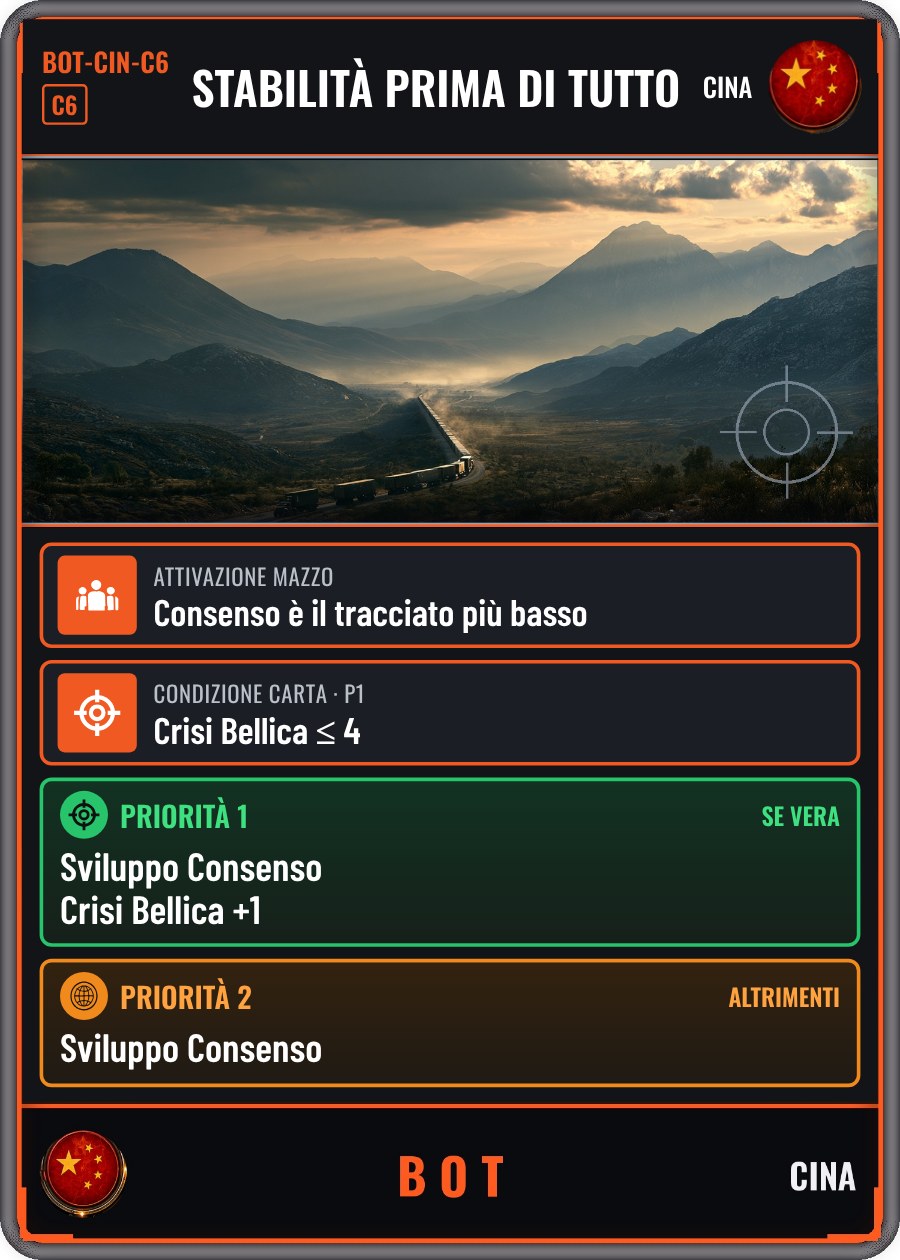 BOT-CIN-C6
C6
STABILITÀ PRIMA DI TUTTO
CINA
ATTIVAZIONE MAZZO
Consenso è il tracciato più basso
CONDIZIONE CARTA · P1
Crisi Bellica ≤ 4
PRIORITÀ 1
SE VERA
Sviluppo Consenso
Crisi Bellica +1
PRIORITÀ 2
ALTRIMENTI
Sviluppo Consenso
BOT
CINA